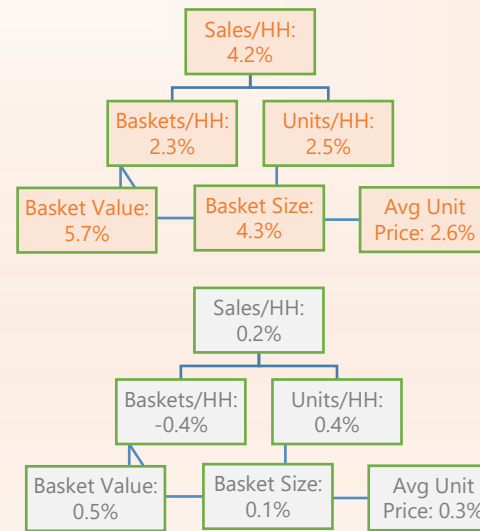 Sales/HH:
4.2%
Baskets/HH:
2.3%
Units/HH:
2.5%
Basket Value:
5.7%
Basket Size:
4.3%
Avg Unit
Price: 2.6%
Sales/HH:
0.2%
Baskets/HH:
-0.4%
Units/HH:
0.4%
Basket Value:
0.5%
Basket Size:
0.1%
Avg Unit
Price: 0.3%